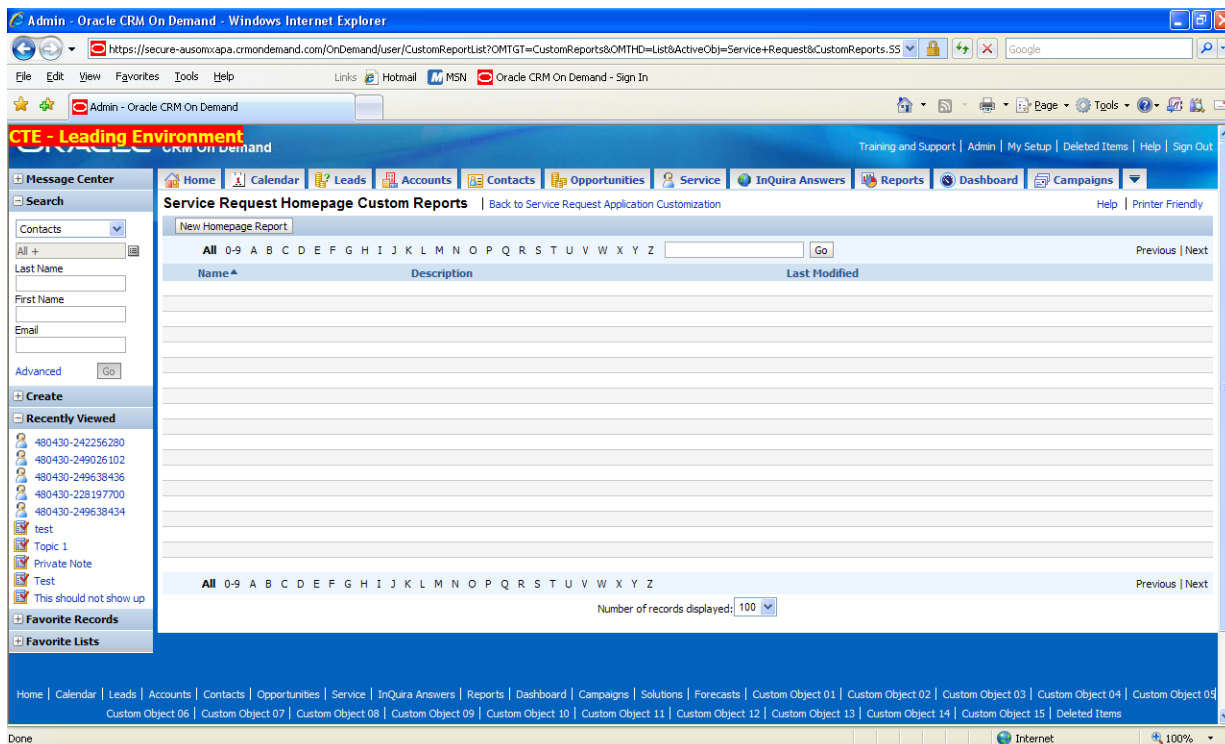 Admin - Oracle CRM On Demand - Windows Internet Explorer
https://secure-ausomxapa.crmondemand.com/OnDemand/user/CustomReportList?OMTGT=CustomReports&OMTHD=List&ActiveObj=Service+Request&CustomReports.SS
Google
File Edit View Favorites Tools Help
Links Hotmail MSN Oracle CRM On Demand - Sign In
Admin - Oracle CRM On Demand
Page Tools
CTE - Leading Environment
ORACLE CRM On Demand
Training and Support | Admin | My Setup | Deleted Items | Help | Sign Out
Message Center
Home Calendar Leads Accounts Contacts Opportunities Service InQuira Answers Reports Dashboard Campaigns
Search
Service Request Homepage Custom Reports | Back to Service Request Application Customization
Help | Printer Friendly
Contacts
New Homepage Report
All +
All 0-9 A B C D E F G H I J K L M N O P Q R S T U V W X Y Z Go
Previous | Next
Last Name
Name Description Last Modified
First Name
Email
Advanced Go
Create
Recently Viewed
480430-242256280
480430-249026102
480430-249638436
480430-228197700
480430-249638434
test
Topic 1
Private Note
Test
This should not show up
All 0-9 A B C D E F G H I J K L M N O P Q R S T U V W X Y Z
Previous | Next
Number of records displayed: 100
Favorite Records
Favorite Lists
Home | Calendar | Leads | Accounts | Contacts | Opportunities | Service | InQuira Answers | Reports | Dashboard | Campaigns | Solutions | Forecasts | Custom Object 01 | Custom Object 02 | Custom Object 03 | Custom Object 04 | Custom Object 05
Custom Object 06 | Custom Object 07 | Custom Object 08 | Custom Object 09 | Custom Object 10 | Custom Object 11 | Custom Object 12 | Custom Object 13 | Custom Object 14 | Custom Object 15 | Deleted Items
Done
Internet
100%